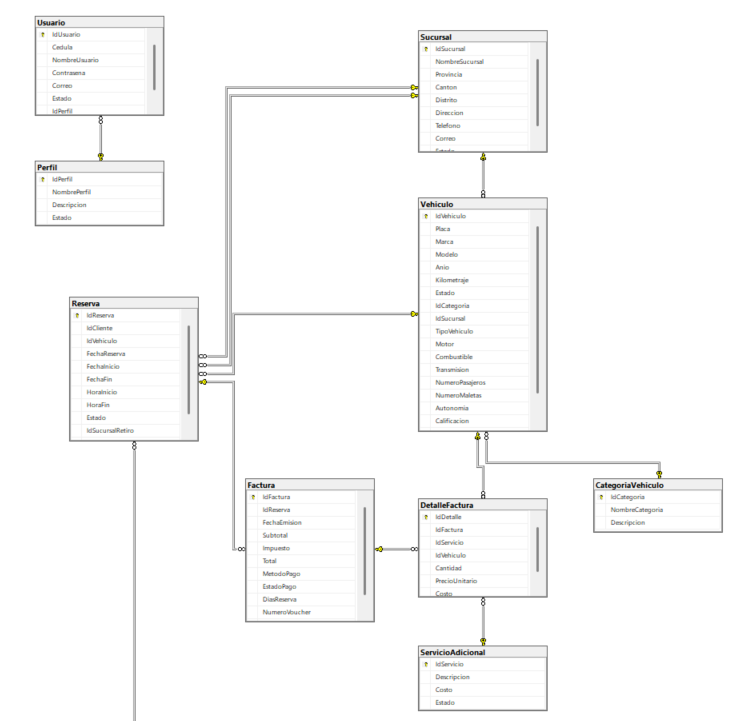 Usuario
IdUsuario
Cedula
NombreUsuario
Contrasena
Correo
Estado
IdPerfil
Perfil
IdPerfil
NombrePerfil
Descripcion
Estado
Sucursal
IdSucursal
NombreSucursal
Provincia
Canton
Distrito
Direccion
Telefono
Correo
Estado
Vehiculo
IdVehiculo
Placa
Marca
Modelo
Anio
Kilometraje
Estado
IdCategoria
IdSucursal
TipoVehiculo
Motor
Combustible
Transmision
NumeroPasajeros
NumeroMaletas
Autonomia
Calificacion
Reserva
IdReserva
IdCliente
IdVehiculo
FechaReserva
FechaInicio
FechaFin
HoraInicio
HoraFin
Estado
IdSucursalRetiro
Factura
IdFactura
IdReserva
FechaEmision
Subtotal
Impuesto
Total
MetodoPago
EstadoPago
DiasReserva
NumeroVoucher
DetalleFactura
IdDetalle
IdFactura
IdServicio
IdVehiculo
Cantidad
PrecioUnitario
Costo
CategoriaVehiculo
IdCategoria
NombreCategoria
Descripcion
ServicioAdicional
IdServicio
Descripcion
Costo
Estado